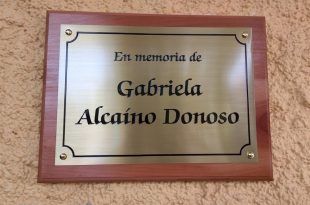 En memoria de
Gabriela
Alcaíno Donoso